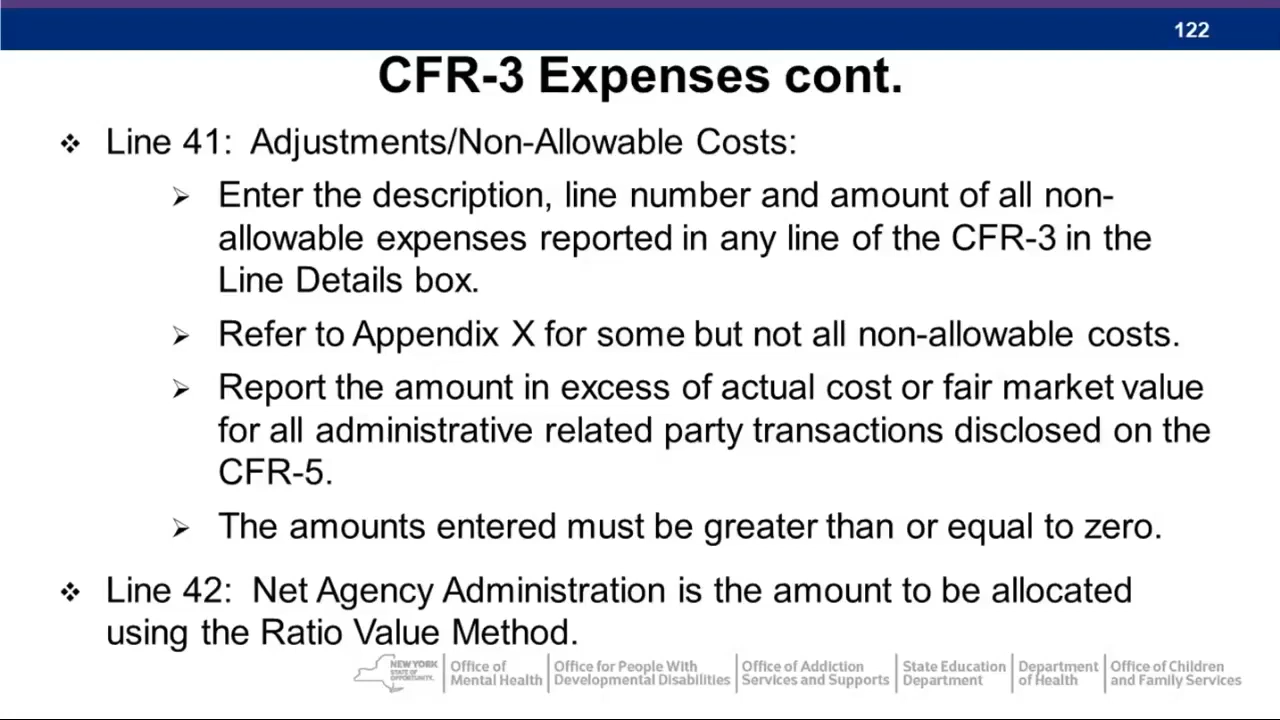 122
CFR-3 Expenses cont.
❖ Line 41: Adjustments/Non-Allowable Costs:
➢ Enter the description, line number and amount of all non-
allowable expenses reported in any line of the CFR-3 in the
Line Details box.
➢ Refer to Appendix X for some but not all non-allowable costs.
➢ Report the amount in excess of actual cost or fair market value
for all administrative related party transactions disclosed on the
CFR-5.
➢ The amounts entered must be greater than or equal to zero.
❖ Line 42: Net Agency Administration is the amount to be allocated
using the Ratio Value Method.
NEW YORK
STATE OF
OPPORTUNITY.
Office of
Mental Health
Office for People With
Developmental Disabilities
Office of Addiction
Services and Supports
State Education
Department
Department
of Health
Office of Children
and Family Services